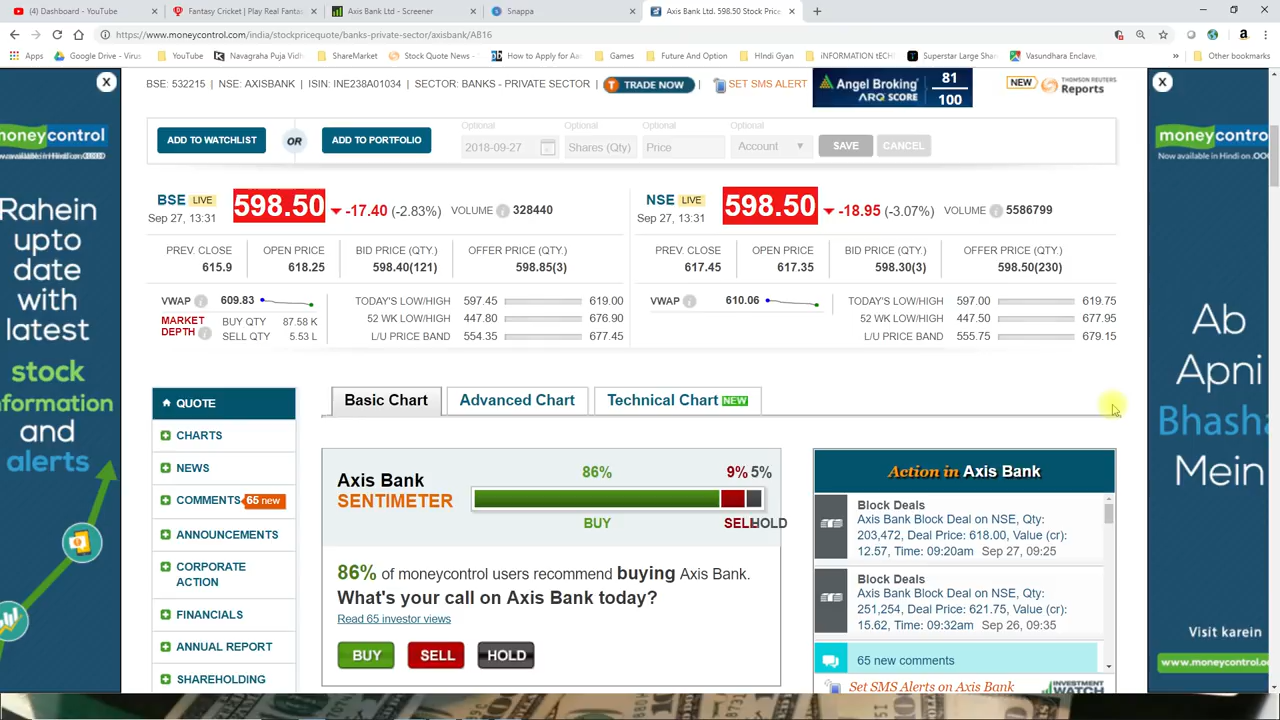 (4) Dashboard - YouTube
Fantasy Cricket | Play Real Fanta
Axis Bank Ltd - Screener
Snappa
Axis Bank Ltd. 598.50 Stock Price
https://www.moneycontrol.com/india/stockpricequote/banks-private-sector/axisbank/AB16
Apps
Google Drive - Virus
YouTube
Navagraha Puja Vidh
ShareMarket
Stock Quote News
How to Apply for Aa
Games
Future And Option
HIndi Gyan
iNFORMATION tECH
Superstar Large Shar
Vasundhara Enclave,
Other bookmarks
BSE: 532215 | NSE: AXISBANK | ISIN: INE238A01034 | SECTOR: BANKS - PRIVATE SECTOR | TRADE NOW | SET SMS ALERT
Angel Broking
ARQ SCORE
81
100
NEW
THOMSON REUTERS
Reports
ADD TO WATCHLIST
OR
ADD TO PORTFOLIO
Optional
2018-09-27
Optional
Shares (Qty)
Optional
Price
Optional
Account
SAVE
CANCEL
BSE LIVE
Sep 27, 13:31
598.50
-17.40 (-2.83%)
VOLUME 328440
PREV. CLOSE OPEN PRICE BID PRICE (QTY.) OFFER PRICE (QTY.)
615.9 618.25 598.40(121) 598.85(3)
VWAP 609.83
MARKET DEPTH
BUY QTY 87.58 K
SELL QTY 5.53 L
TODAY'S LOW/HIGH 597.45 619.00
52 WK LOW/HIGH 447.80 676.90
L/U PRICE BAND 554.35 677.45
NSE LIVE
Sep 27, 13:31
598.50
-18.95 (-3.07%)
VOLUME 5586799
PREV. CLOSE OPEN PRICE BID PRICE (QTY.) OFFER PRICE (QTY.)
617.45 617.35 598.30(3) 598.50(230)
VWAP 610.06
TODAY'S LOW/HIGH 597.00 619.75
52 WK LOW/HIGH 447.50 677.95
L/U PRICE BAND 555.75 679.15
QUOTE
CHARTS
NEWS
COMMENTS 65 new
ANNOUNCEMENTS
CORPORATE
ACTION
FINANCIALS
ANNUAL REPORT
SHAREHOLDING
Basic Chart
Advanced Chart
Technical Chart NEW
Axis Bank
SENTIMETER
86% 9% 5%
BUY SELL HOLD
86% of moneycontrol users recommend buying Axis Bank.
What's your call on Axis Bank today?
Read 65 investor views
BUY
SELL
HOLD
Action in Axis Bank
Block Deals
Axis Bank Block Deal on NSE, Qty:
203,472, Deal Price: 618.00, Value (cr):
12.57, Time: 09:20am Sep 27, 09:25
Block Deals
Axis Bank Block Deal on NSE, Qty:
251,254, Deal Price: 621.75, Value (cr):
15.62, Time: 09:32am Sep 26, 09:35
65 new comments
Set SMS Alerts on Axis Bank
INVESTMENT
WATCH
X
moneycontrol
Rahein
upto
date
with
latest
stock
nformation
and
alerts
X
moneycontro
Now available in Hindi on
Ab
Apni
Bhasha
Mein
Visit karein
www.moneycontrol.co